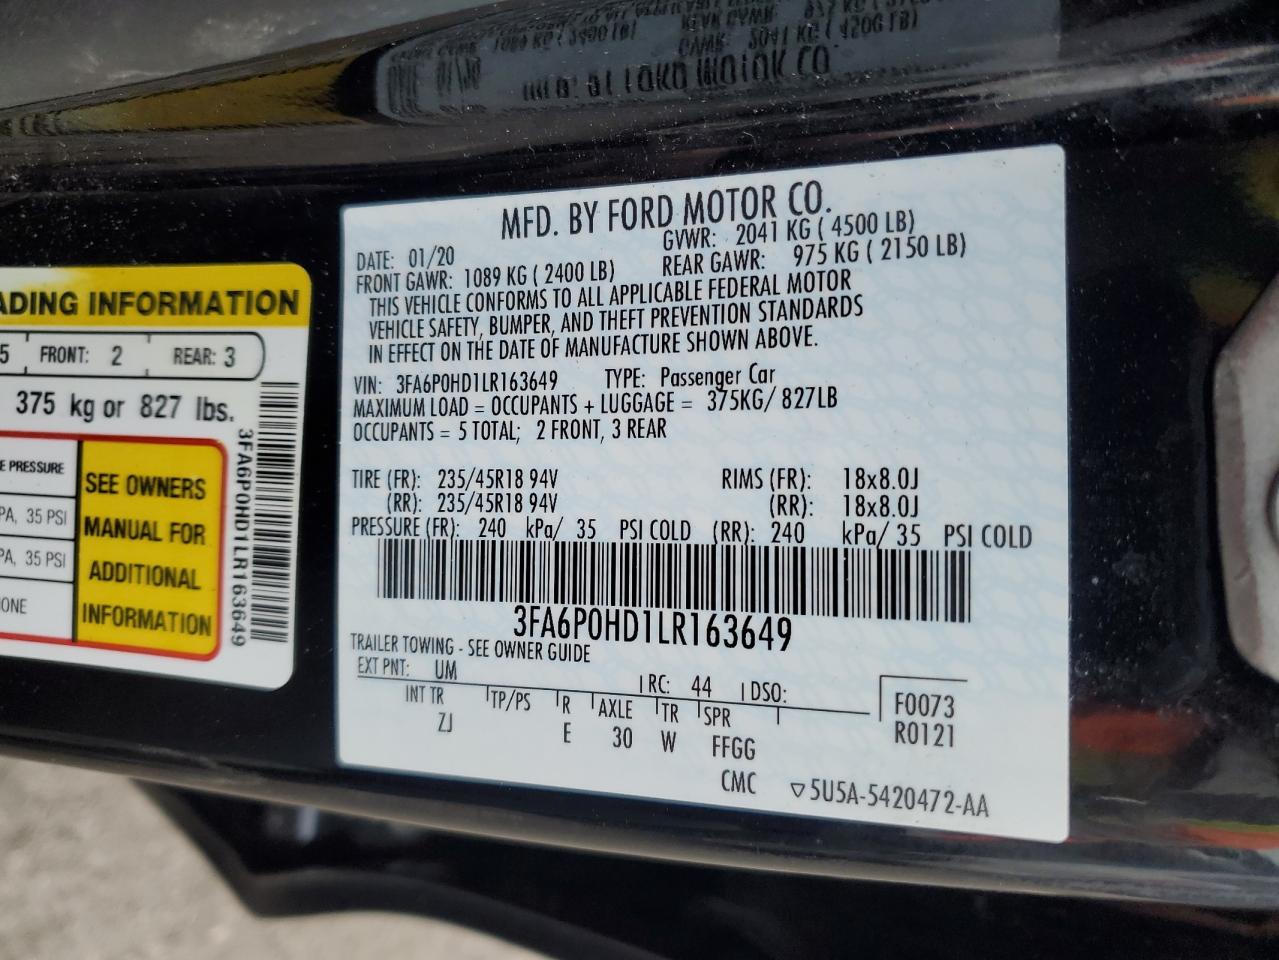 ADING INFORMATION
5 FRONT: 2 REAR: 3
375 kg or 827 lbs.
E PRESSURE
PA, 35 PSI
PA, 35 PSI
ONE
SEE OWNERS
MANUAL FOR
ADDITIONAL
INFORMATION
3FA6P0HD1LR163649
MFD. BY FORD MOTOR CO.
DATE: 01/20 GVWR: 2041 KG ( 4500 LB)
FRONT GAWR: 1089 KG ( 2400 LB) REAR GAWR: 975 KG ( 2150 LB)
THIS VEHICLE CONFORMS TO ALL APPLICABLE FEDERAL MOTOR
VEHICLE SAFETY, BUMPER, AND THEFT PREVENTION STANDARDS
IN EFFECT ON THE DATE OF MANUFACTURE SHOWN ABOVE.
VIN: 3FA6P0HD1LR163649 TYPE: Passenger Car
MAXIMUM LOAD = OCCUPANTS + LUGGAGE = 375KG/ 827LB
OCCUPANTS = 5 TOTAL; 2 FRONT, 3 REAR
TIRE (FR): 235/45R18 94V RIMS (FR): 18x8.0J
(RR): 235/45R18 94V (RR): 18x8.0J
PRESSURE (FR): 240 kPa/ 35 PSI COLD (RR): 240 kPa/ 35 PSI COLD
3FA6P0HD1LR163649
TRAILER TOWING - SEE OWNER GUIDE
EXT PNT: UM RC: 44 DSO: F0073
INT TR TP/PS R AXLE TR SPR R0121
ZJ E 30 W FFGG
CMC ▽5U5A-5420472-AA